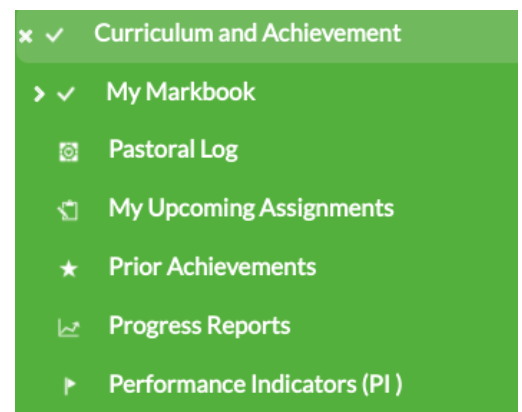 Curriculum and Achievement
My Markbook
Pastoral Log
My Upcoming Assignments
Prior Achievements
Progress Reports
Performance Indicators (PI )